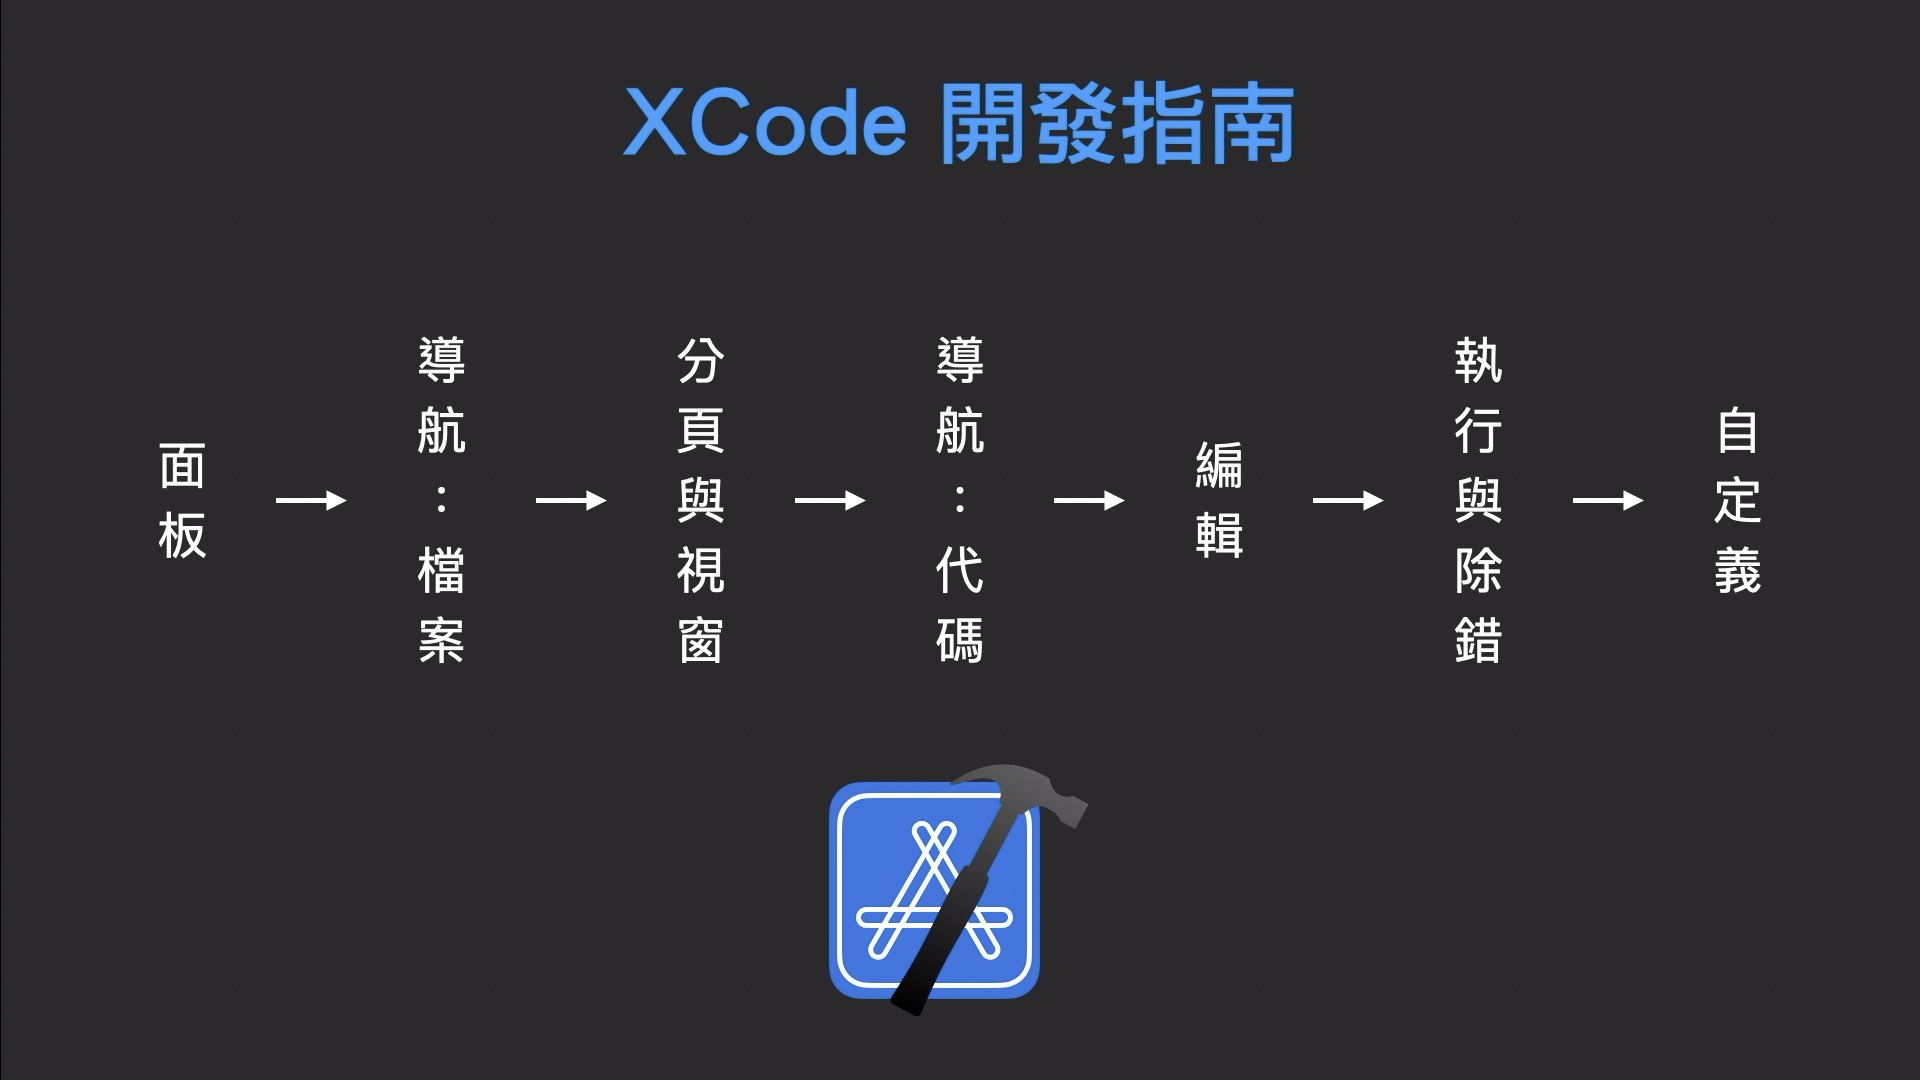 XCode 開發指南
面板
導航：檔案
分頁與視窗
導航：代碼
編輯
執行與除錯
自定義